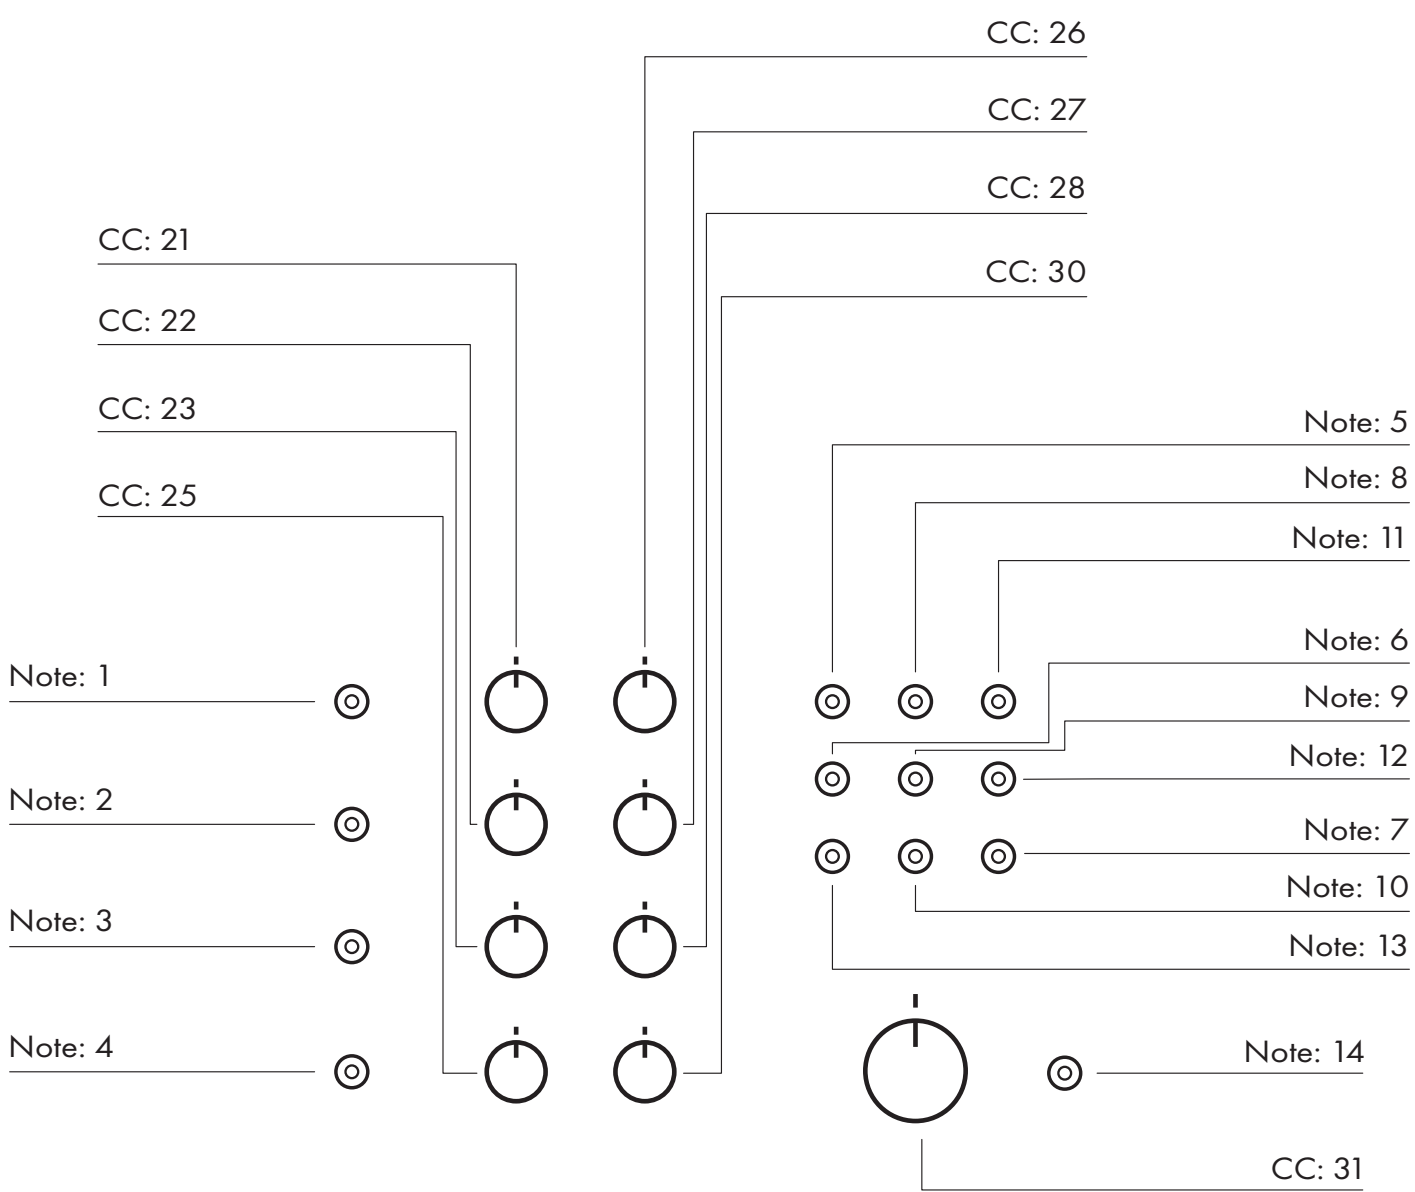 CC: 26
CC: 27
CC: 28
CC: 21
CC: 30
CC: 22
CC: 23
Note: 5
Note: 8
CC: 25
Note: 11
Note: 6
Note: 1
Note: 9
Note: 12
Note: 2
Note: 7
Note: 10
Note: 3
Note: 13
Note: 4
Note: 14
CC: 31